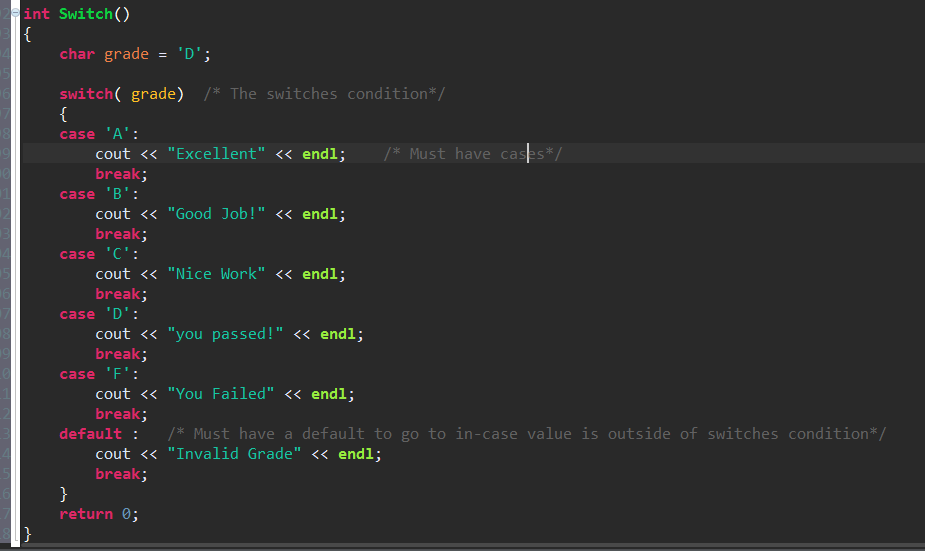 int Switch()
{
    char grade = 'D';

    switch( grade)  /* The switches condition*/
    {
    case 'A':
        cout << "Excellent" << endl;    /* Must have cases*/
        break;
    case 'B':
        cout << "Good Job!" << endl;
        break;
    case 'C':
        cout << "Nice Work" << endl;
        break;
    case 'D':
        cout << "you passed!" << endl;
        break;
    case 'F':
        cout << "You Failed" << endl;
        break;
    default :   /* Must have a default to go to in-case value is outside of switches condition*/
        cout << "Invalid Grade" << endl;
        break;
    }
    return 0;
}